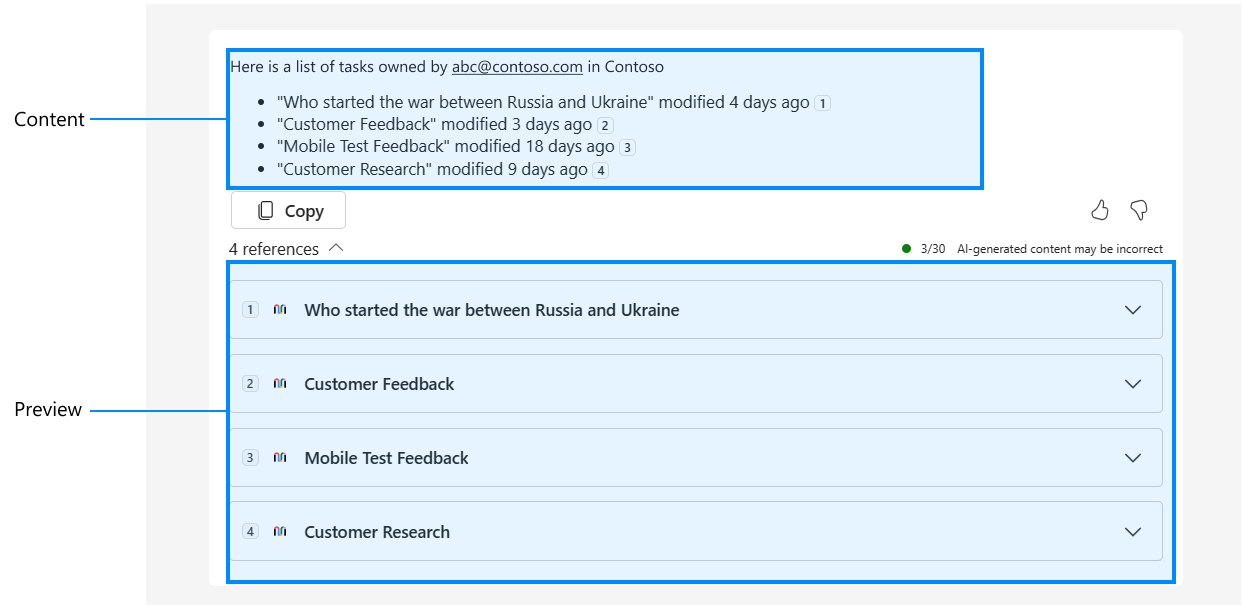 Here is a list of tasks owned by abc@contoso.com in Contoso
"Who started the war between Russia and Ukraine" modified 4 days ago 1
Content
"Customer Feedback" modified 3 days ago 2
"Mobile Test Feedback" modified 18 days ago 3
"Customer Research" modified 9 days ago 4
Copy
4 references
3/30 AI-generated content may be incorrect
1 Who started the war between Russia and Ukraine
2 Customer Feedback
Preview
3 Mobile Test Feedback
4 Customer Research